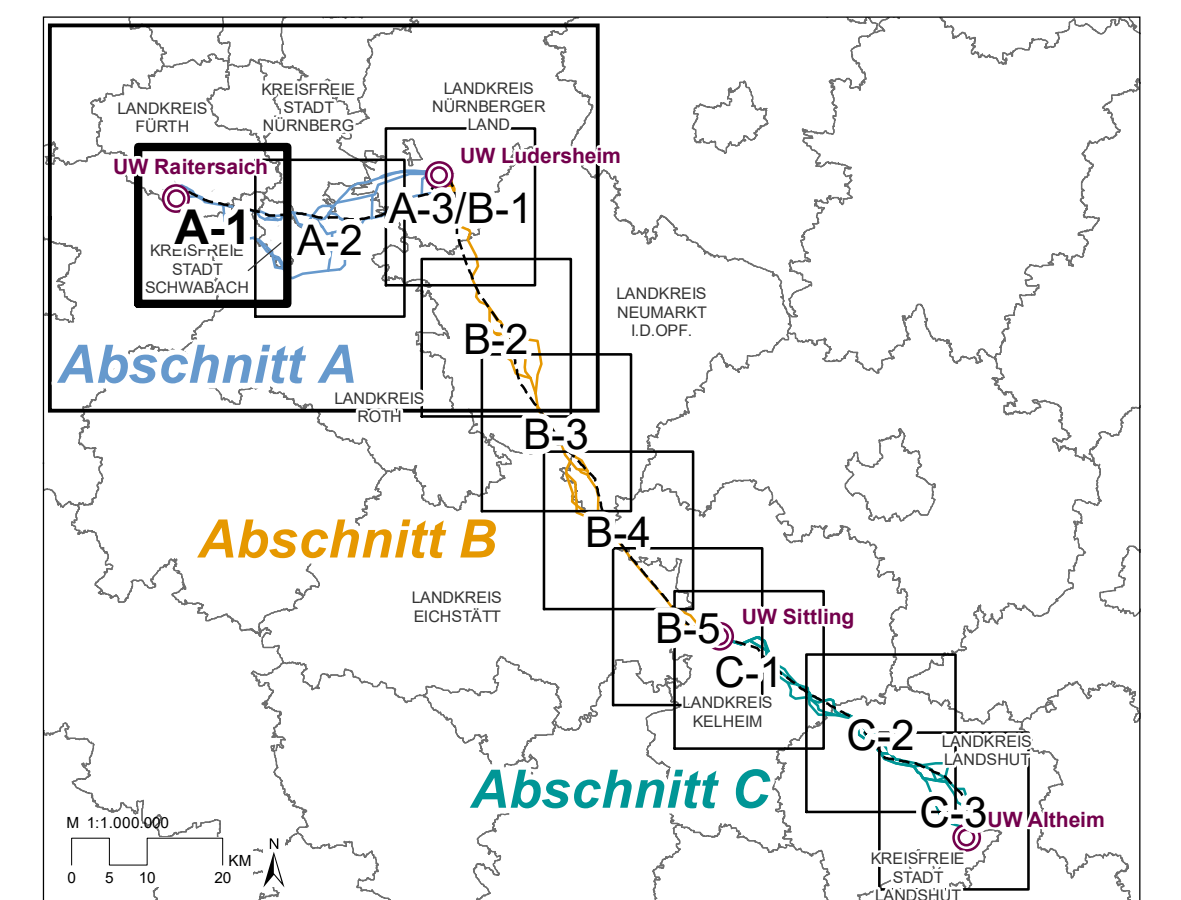 LANDKREIS
FÜRTH
KREISFREIE
STADT
NÜRNBERG
LANDKREIS
NÜRNBERGER
LAND
UW Raitersaich
UW Ludersheim
A-1
A-2
A-3/B-1
KREISFREIE
STADT
SCHWABACH
LANDKREIS
NEUMARKT
I.D.OPF.
B-2
Abschnitt A
LANDKREIS
ROTH
B-3
Abschnitt B
B-4
LANDKREIS
EICHSTÄTT
B-5
UW Sittling
C-1
LANDKREIS
KELHEIM
C-2
LANDKREIS
LANDSHUT
Abschnitt C
C-3
UW Altheim
KREISFREIE
STADT
LANDSHUT
M 1:1.000.000
KM
0 5 10 20
N